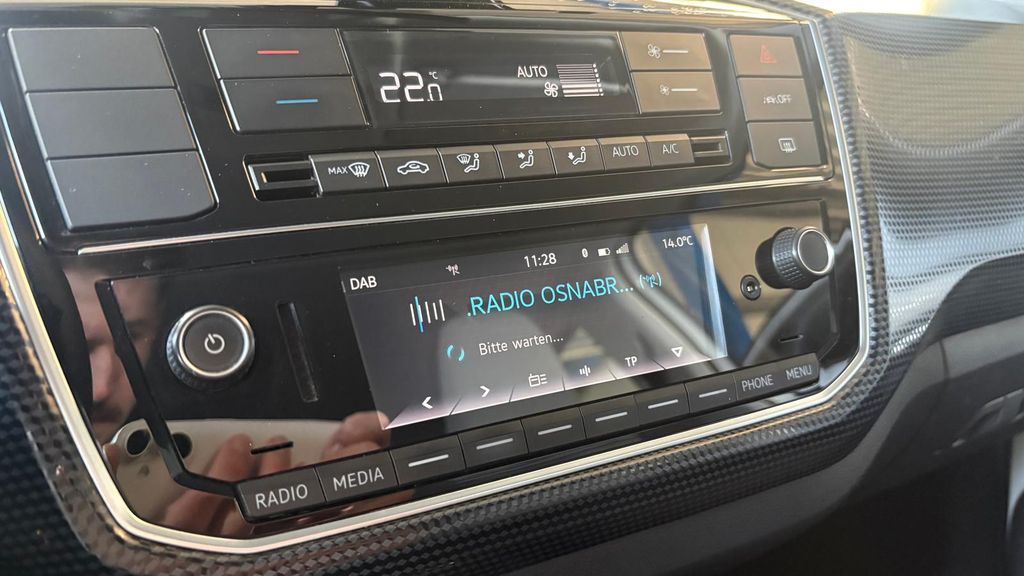 22.0 °C
AUTO
OFF
MAX
AUTO
A/C
DAB
11:28
14.0°C
.RADIO OSNABR...
Bitte warten...
TP
RADIO
MEDIA
PHONE
MENU